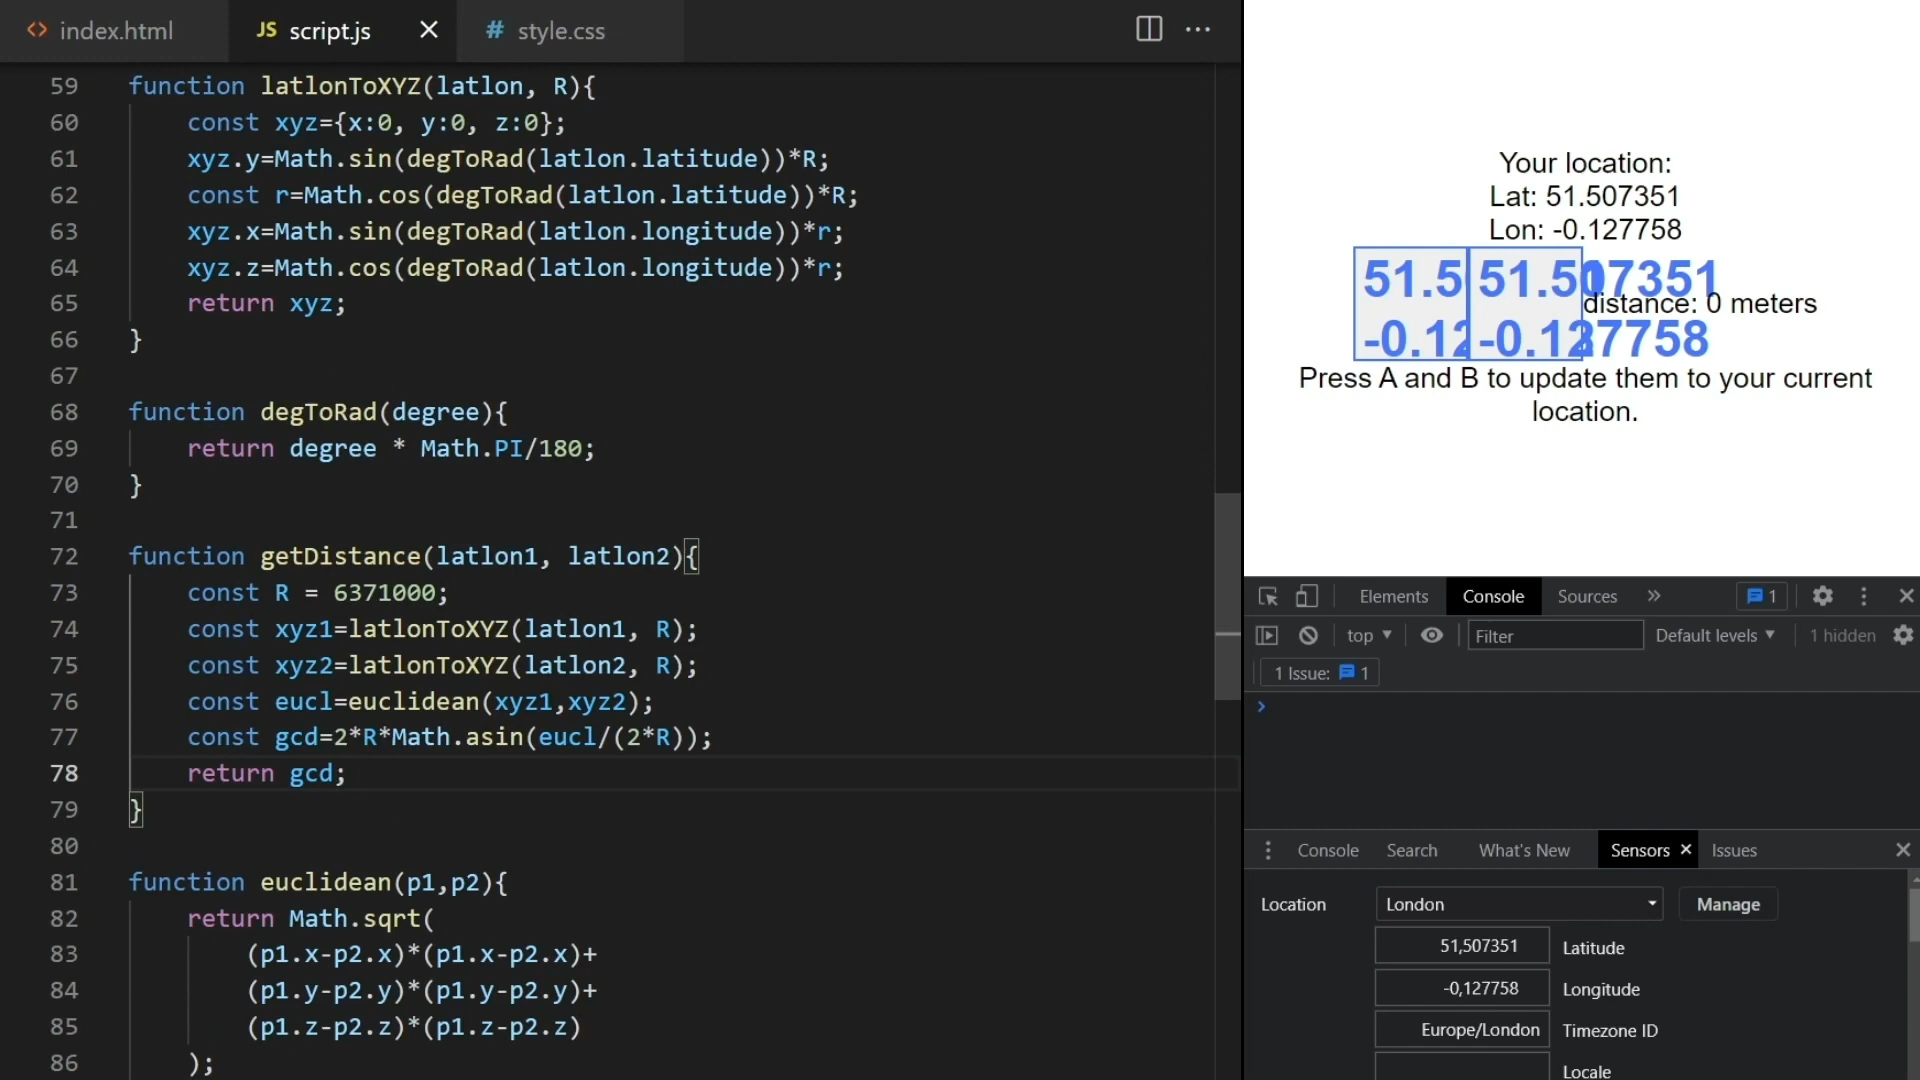 index.html
JS script.js
# style.css
59 function latlonToXYZ(latlon, R){
60 const xyz={x:0, y:0, z:0};
61 xyz.y=Math.sin(degToRad(latlon.latitude))*R;
62 const r=Math.cos(degToRad(latlon.latitude))*R;
63 xyz.x=Math.sin(degToRad(latlon.longitude))*r;
64 xyz.z=Math.cos(degToRad(latlon.longitude))*r;
65 return xyz;
66 }
67
68 function degToRad(degree){
69 return degree * Math.PI/180;
70 }
71
72 function getDistance(latlon1, latlon2){
73 const R = 6371000;
74 const xyz1=latlonToXYZ(latlon1, R);
75 const xyz2=latlonToXYZ(latlon2, R);
76 const eucl=euclidean(xyz1,xyz2);
77 const gcd=2*R*Math.asin(eucl/(2*R));
78 return gcd;
79 }
80
81 function euclidean(p1,p2){
82 return Math.sqrt(
83 (p1.x-p2.x)*(p1.x-p2.x)+
84 (p1.y-p2.y)*(p1.y-p2.y)+
85 (p1.z-p2.z)*(p1.z-p2.z)
86 );
Your location:
Lat: 51.507351
Lon: -0.127758
51.5 51.507351
distance: 0 meters
-0.12 -0.127758
Press A and B to update them to your current
location.
Elements Console Sources » 1
top Filter Default levels 1 hidden
1 Issue: 1
Console Search What's New Sensors Issues
Location London Manage
51,507351 Latitude
-0,127758 Longitude
Europe/London Timezone ID
Locale